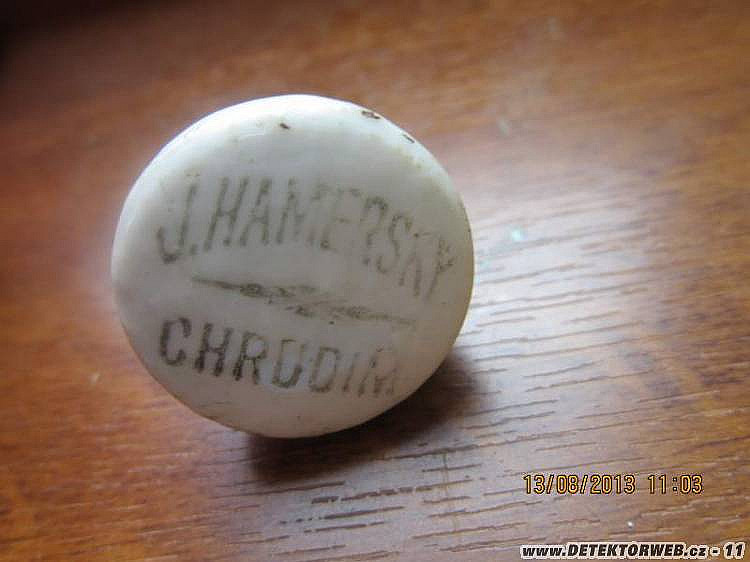 J. HAMERSKY
CHRUDIM
13/08/2013 11:03
www.DETEKTORWEB.cz - 11